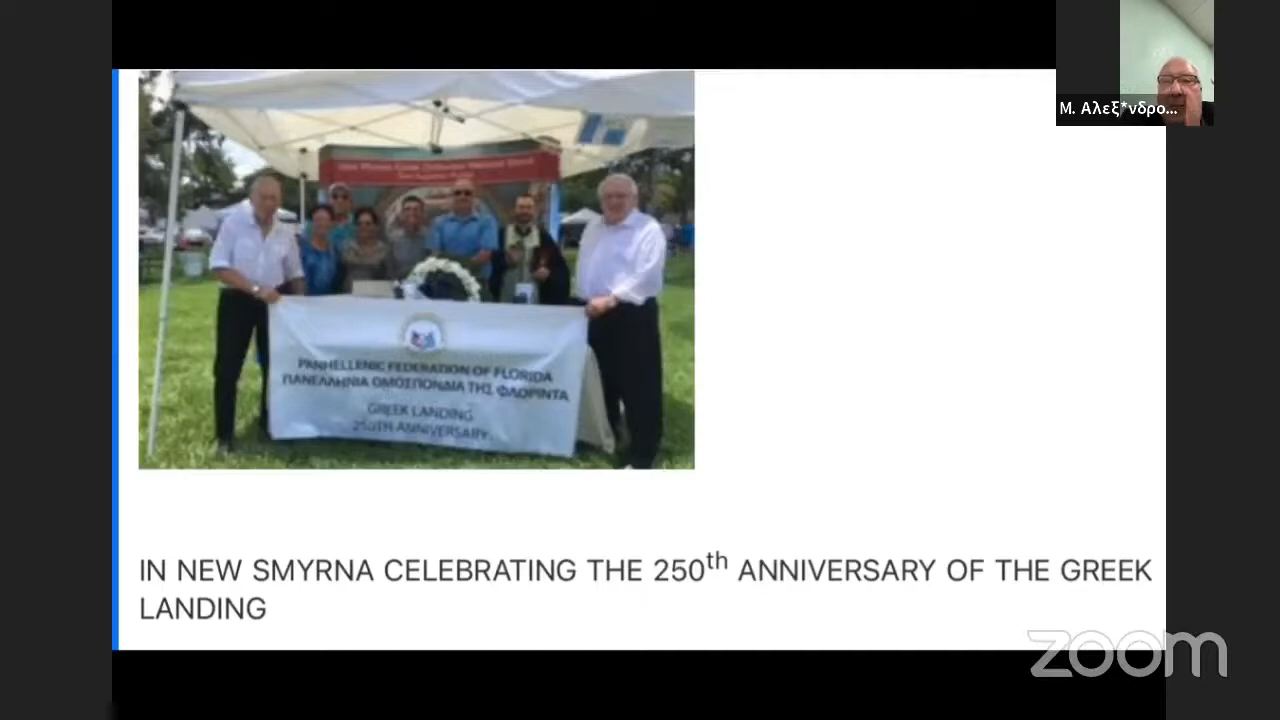 Μ. Αλεξ*νδρο...
PANHELLENIC FEDERATION OF FLORIDA
ΠΑΝΕΛΛΗΝΙΑ ΟΜΟΣΠΟΝΔΙΑ ΤΗΣ ΦΛΟΡΙΝΤΑ
GREEK LANDING
250TH ANNIVERSARY
IN NEW SMYRNA CELEBRATING THE 250th ANNIVERSARY OF THE GREEK
LANDING
zoom